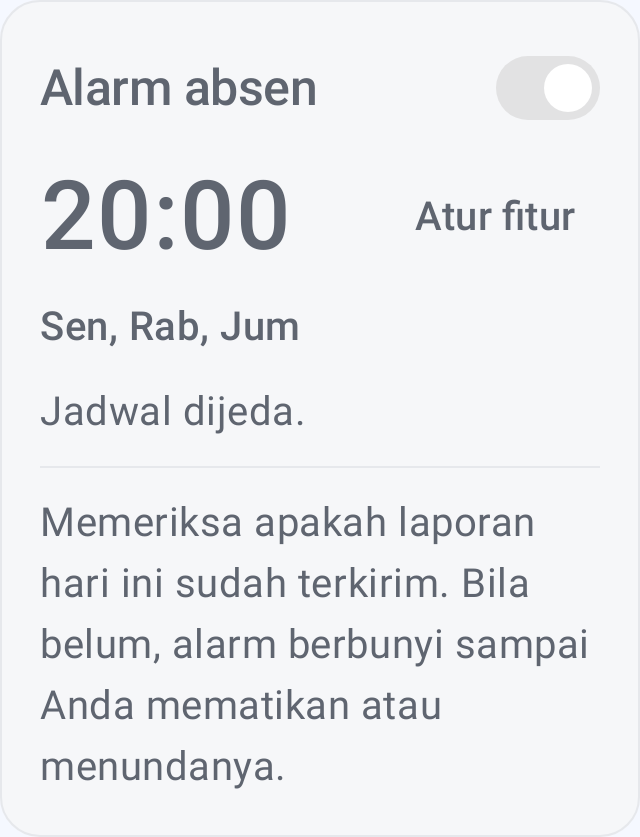 Alarm absen
20:00
Atur fitur
Sen, Rab, Jum
Jadwal dijeda.
Memeriksa apakah laporan
hari ini sudah terkirim. Bila
belum, alarm berbunyi sampai
Anda mematikan atau
menundanya.